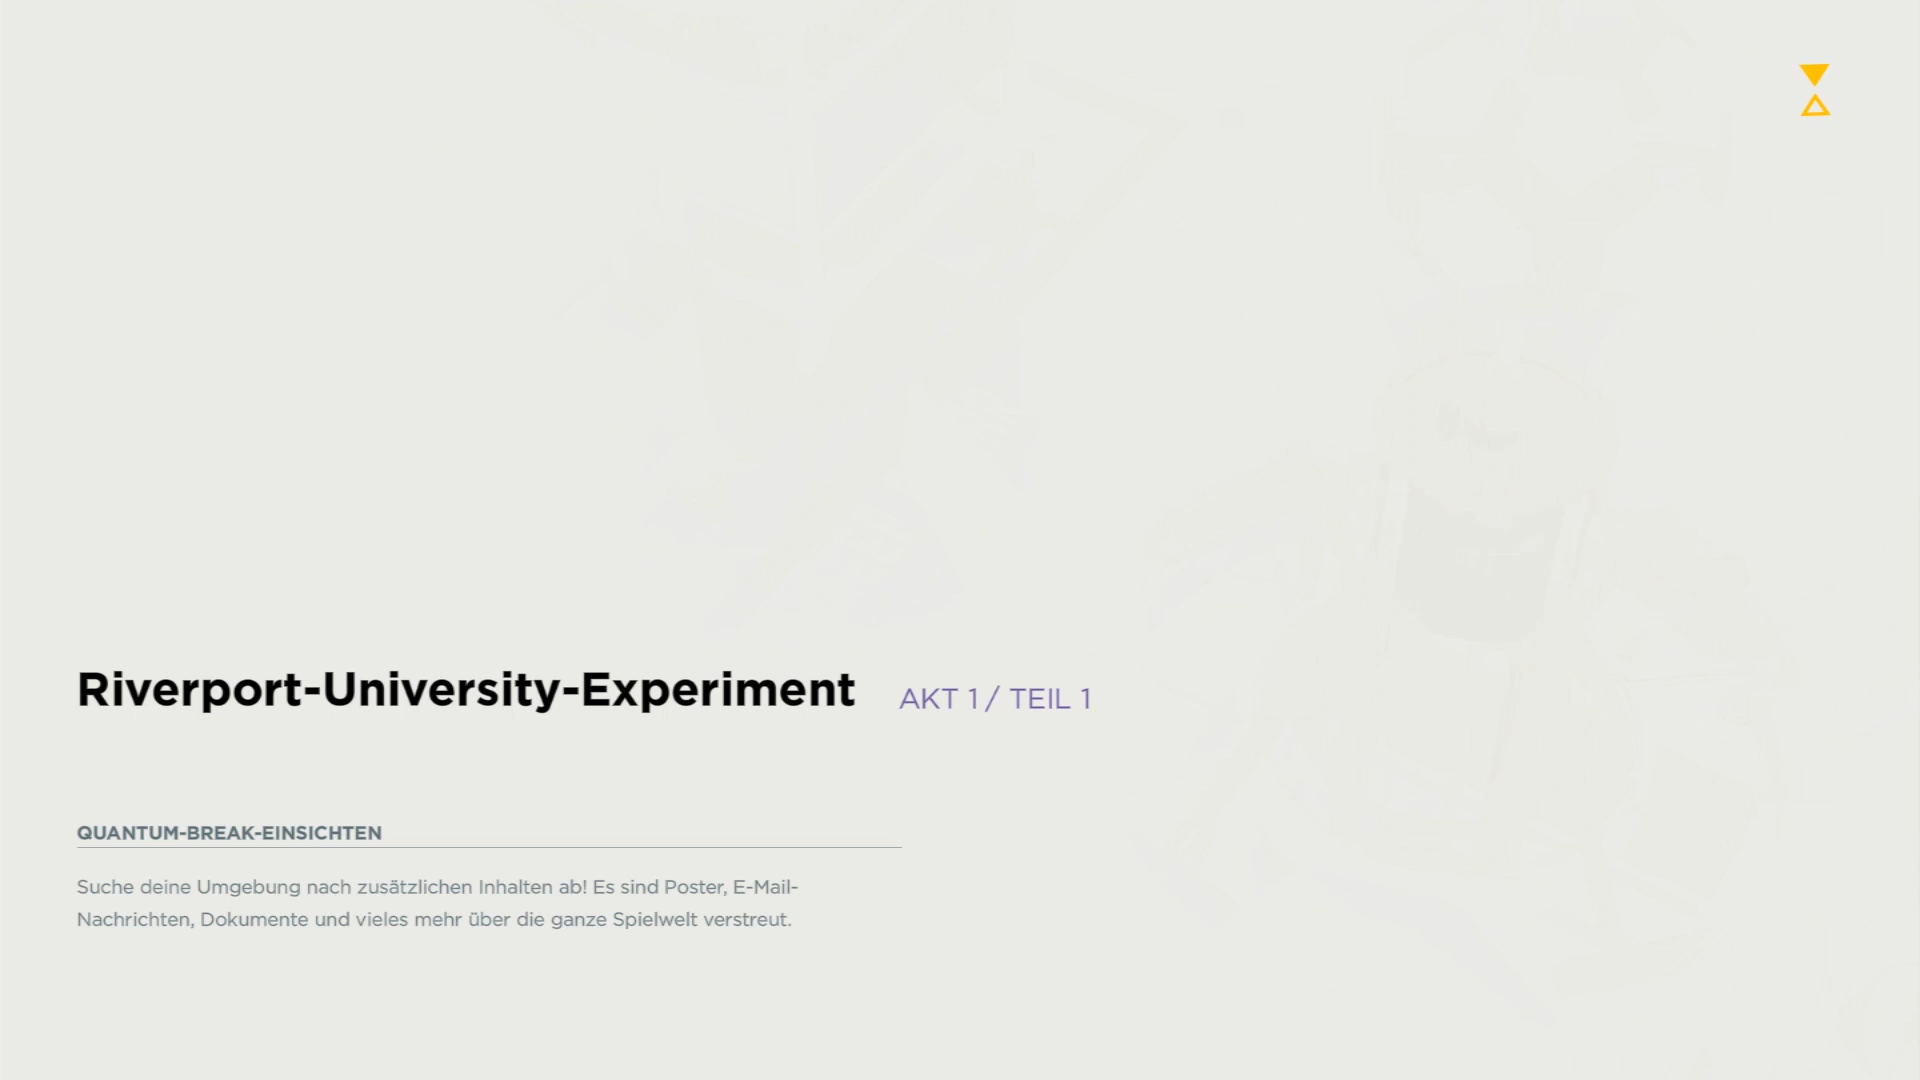 Riverport-University-Experiment AKT 1 / TEIL 1
QUANTUM-BREAK-EINSICHTEN
Suche deine Umgebung nach zusätzlichen Inhalten ab! Es sind Poster, E-Mail-
Nachrichten, Dokumente und vieles mehr über die ganze Spielwelt verstreut.